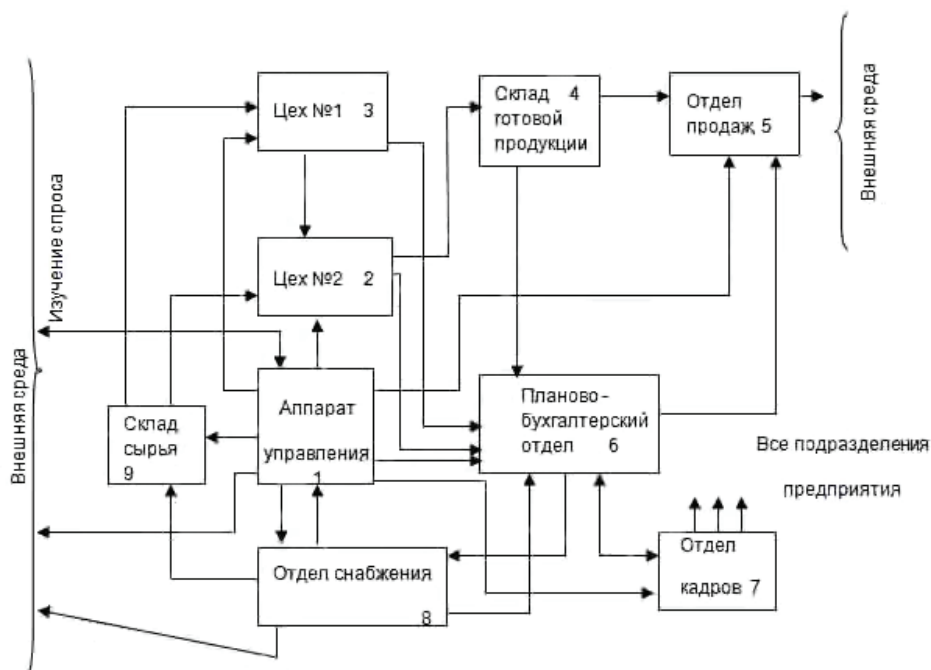 Цех №1 3
Склад 4
готовой
продукции
Отдел
продаж 5
Внешняя среда
Изучение спроса
Цех №2 2
Внешняя среда
Склад
сырья
9
Аппарат
управления
1
Планово-
бухгалтерский
отдел 6
Все подразделения
предприятия
Отдел снабжения
8
Отдел
кадров 7